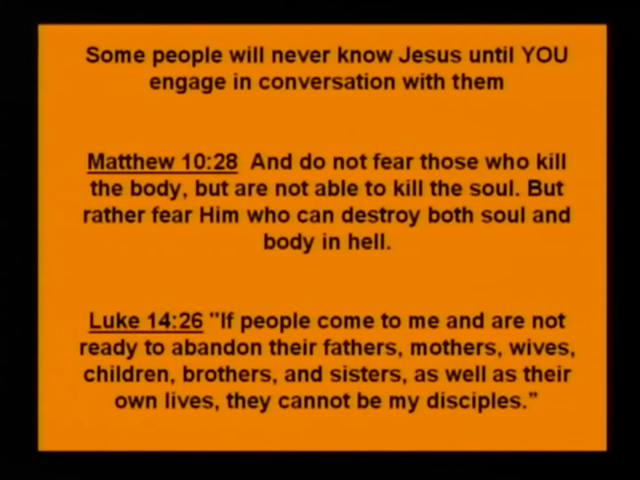 Some people will never know Jesus until YOU
engage in conversation with them
Matthew 10:28 And do not fear those who kill
the body, but are not able to kill the soul. But
rather fear Him who can destroy both soul and
body in hell.
Luke 14:26 "If people come to me and are not
ready to abandon their fathers, mothers, wives,
children, brothers, and sisters, as well as their
own lives, they cannot be my disciples.”